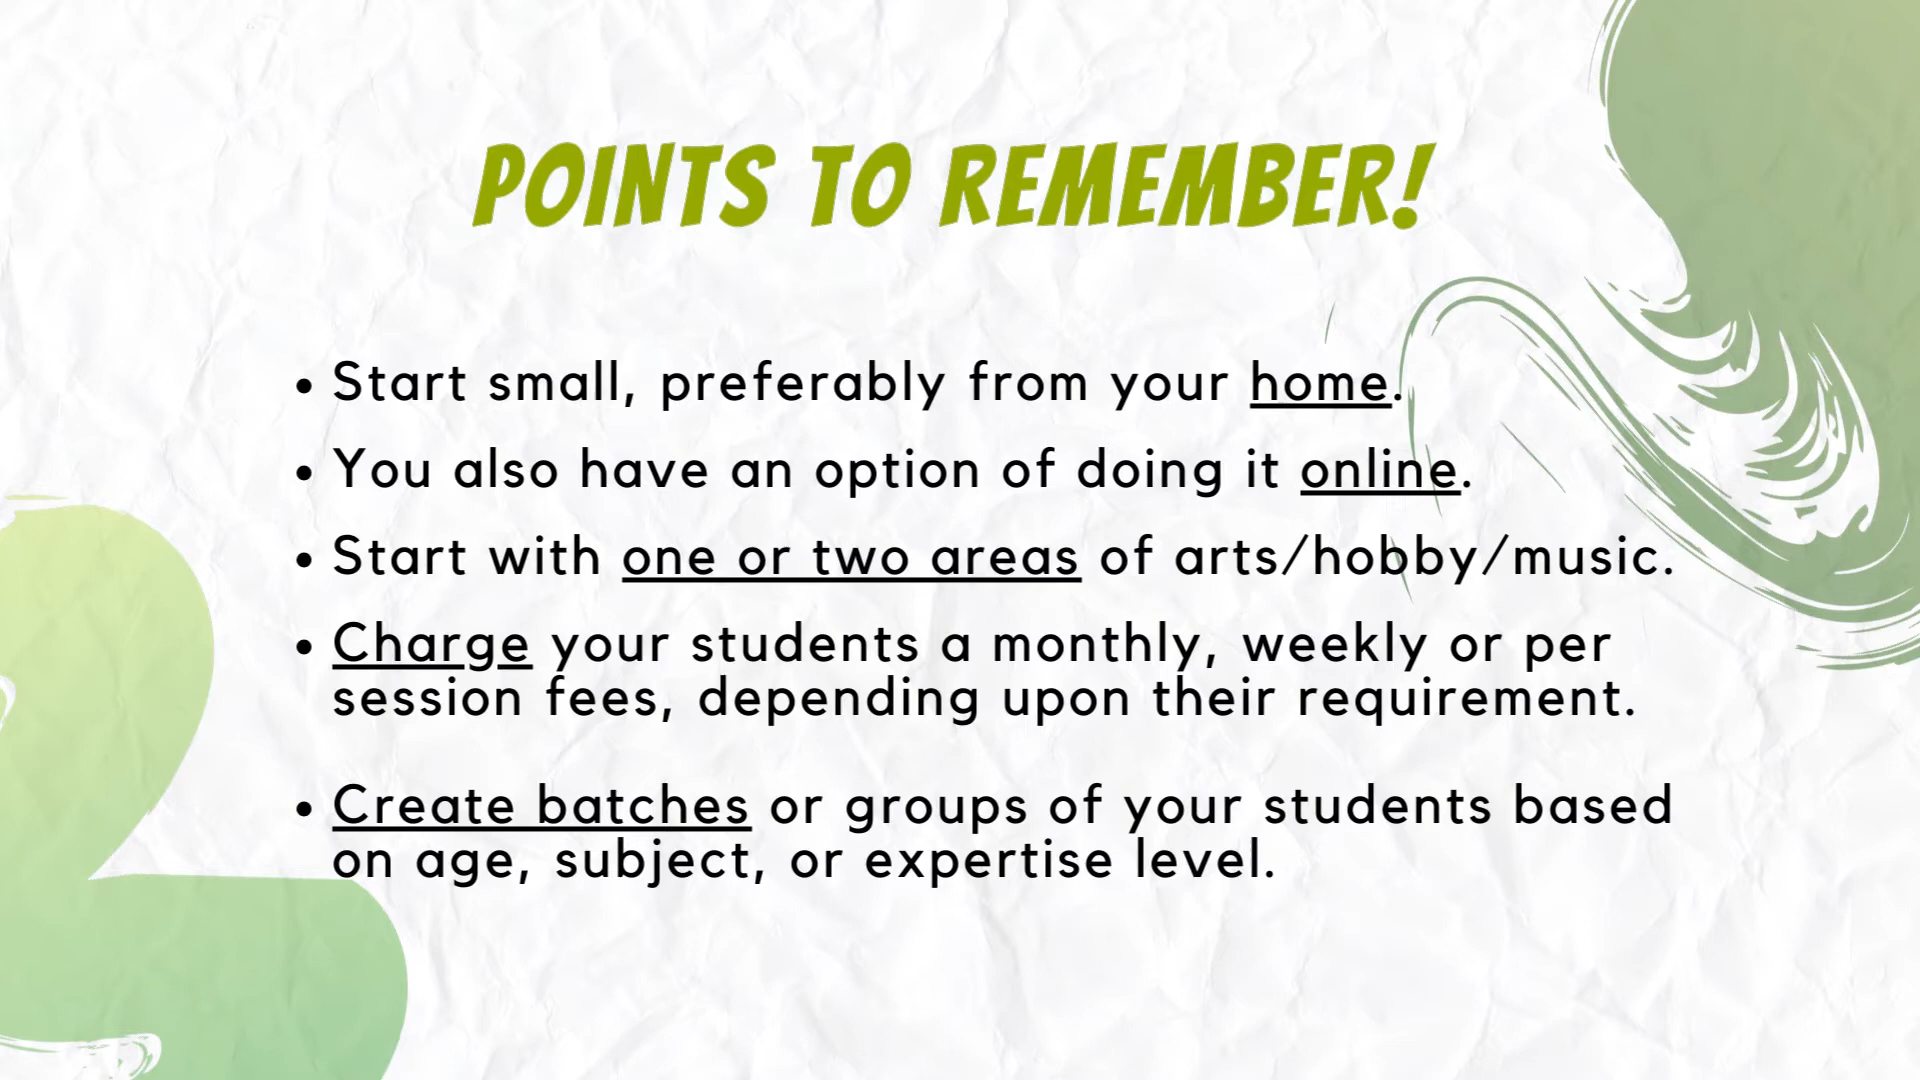 POINTS TO REMEMBER!
• Start small, preferably from your home.
• You also have an option of doing it online.
• Start with one or two areas of arts/hobby/music.
• Charge your students a monthly, weekly or per
session fees, depending upon their requirement.
• Create batches or groups of your students based
on age, subject, or expertise level.